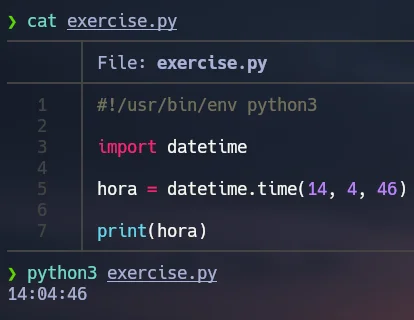 ❯ cat exercise.py
File: exercise.py
1 #!/usr/bin/env python3
2
3 import datetime
4
5 hora = datetime.time(14, 4, 46)
6
7 print(hora)
❯ python3 exercise.py
14:04:46